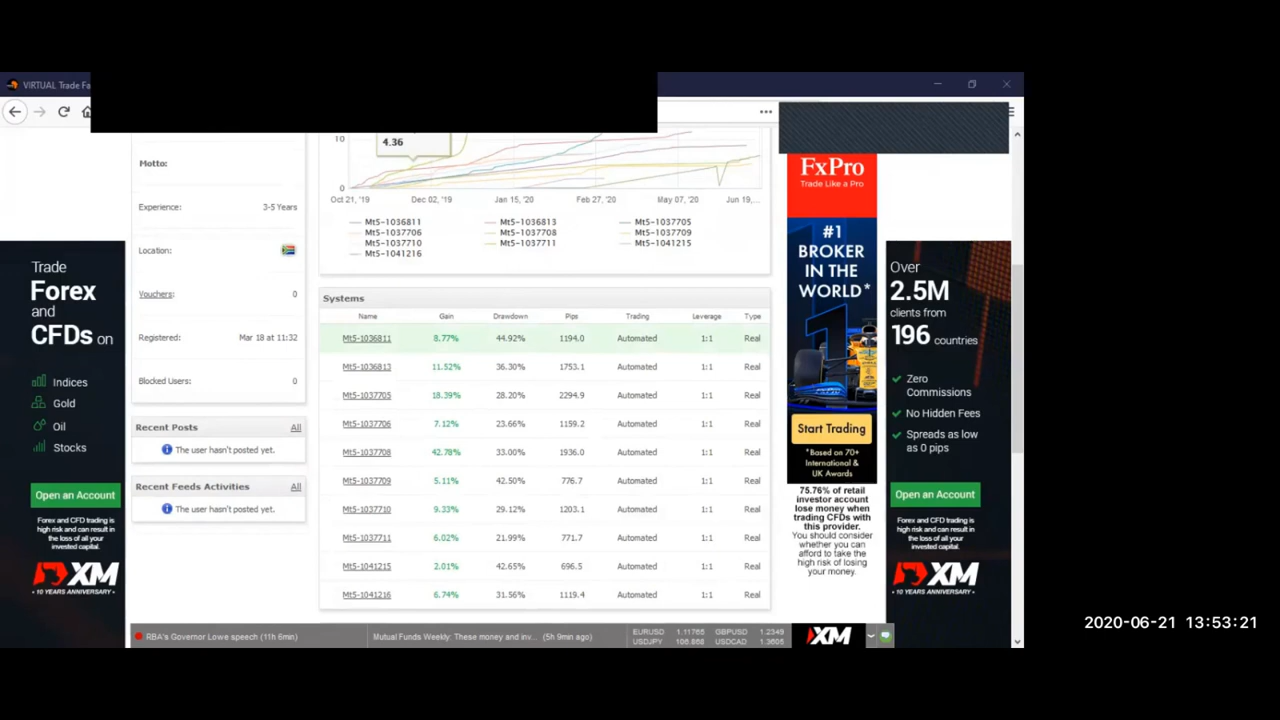 VIRTUAL Trade Fa
4.36
10
0
Oct 21, '19 Dec 02, '19 Jan 15, '20 Feb 27, '20 May 07, '20 Jun 19,...
Mt5-1036811 Mt5-1036813 Mt5-1037705
Mt5-1037706 Mt5-1037708 Mt5-1037709
Mt5-1037710 Mt5-1037711 Mt5-1041215
Mt5-1041216
Motto:
Experience: 3-5 Years
Location:
Vouchers: 0
Registered: Mar 18 at 11:32
Blocked Users: 0
Recent Posts All
The user hasn't posted yet.
Recent Feeds Activities All
The user hasn't posted yet.
Systems
Name Gain Drawdown Pips Trading Leverage Type
Mt5-1036811 8.77% 44.92% 1194.0 Automated 1:1 Real
Mt5-1036813 11.52% 36.30% 1753.1 Automated 1:1 Real
Mt5-1037705 18.39% 28.20% 2294.9 Automated 1:1 Real
Mt5-1037706 7.12% 23.66% 1159.2 Automated 1:1 Real
Mt5-1037708 42.78% 33.00% 1936.0 Automated 1:1 Real
Mt5-1037709 5.11% 42.50% 776.7 Automated 1:1 Real
Mt5-1037710 9.33% 29.12% 1203.1 Automated 1:1 Real
Mt5-1037711 6.02% 21.99% 771.7 Automated 1:1 Real
Mt5-1041215 2.01% 42.65% 696.5 Automated 1:1 Real
Mt5-1041216 6.74% 31.56% 1119.4 Automated 1:1 Real
Trade
Forex
and
CFDs on
Indices
Gold
Oil
Stocks
Open an Account
Forex and CFD trading is
high risk and can result in
the loss of all your
invested capital.
XM
• 10 YEARS ANNIVERSARY •
FxPro
Trade Like a Pro
#1
BROKER
IN THE
WORLD*
Start Trading
*Based on 70+
International &
UK Awards
75.76% of retail
investor account
lose money when
trading CFDs with
this provider.
You should consider
whether you can
afford to take the
high risk of losing
your money.
Over
2.5M
clients from
196 countries
Zero
Commissions
No Hidden Fees
Spreads as low
as 0 pips
Open an Account
Forex and CFD trading is
high risk and can result in
the loss of all your
invested capital.
XM
• 10 YEARS ANNIVERSARY •
RBA's Governor Lowe speech (11h 6min)
Mutual Funds Weekly: These money and inv... (5h 9min ago)
EURUSD 1.11765 GBPUSD 1.2349
USDJPY 106.868 USDCAD 1.3605
XM
2020-06-21 13:53:21